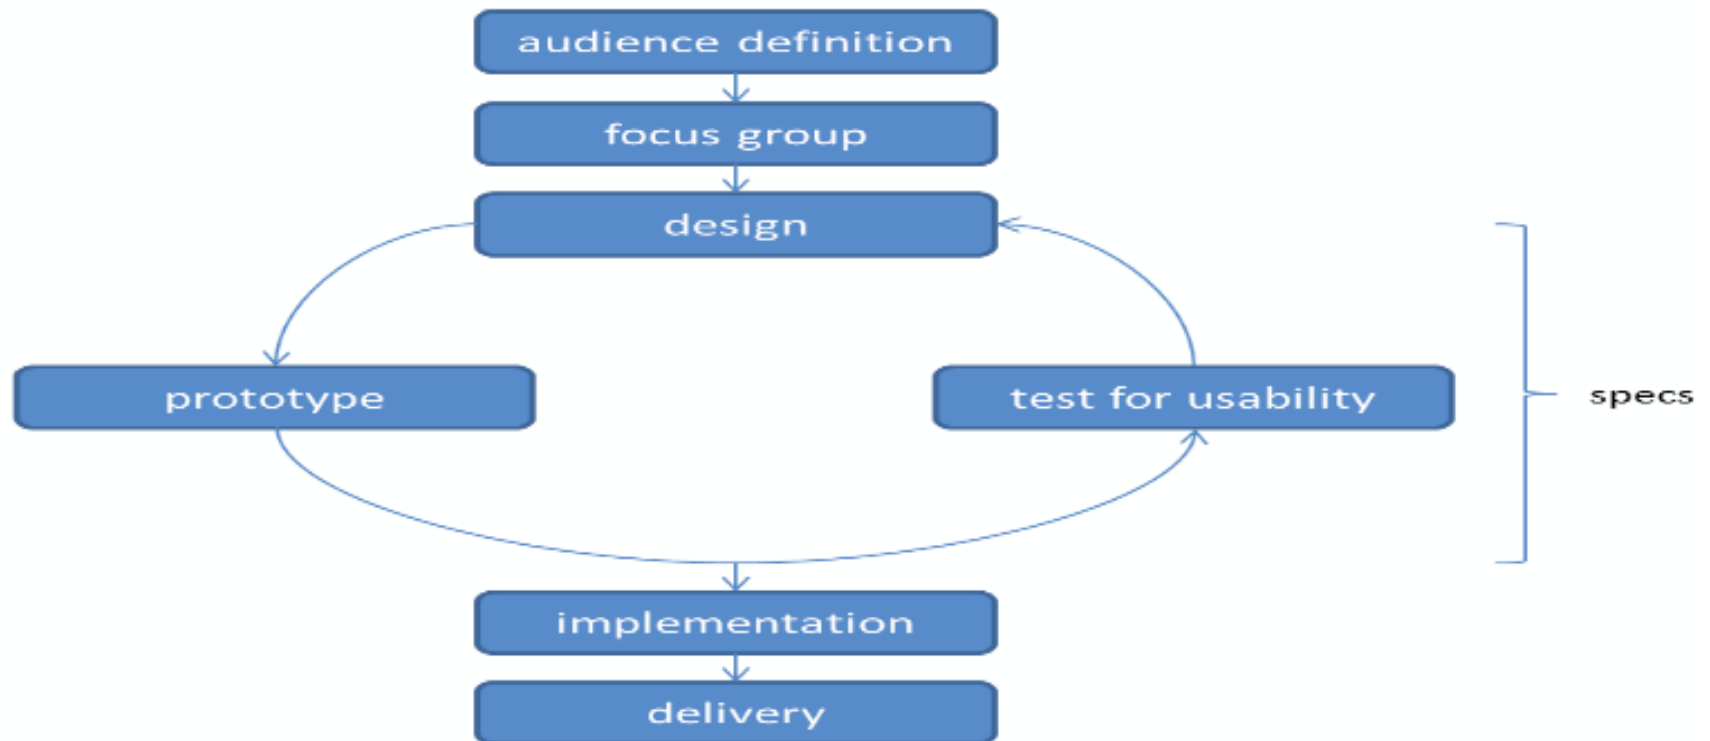 audience definition
focus group
design
prototype
test for usability
specs
implementation
delivery